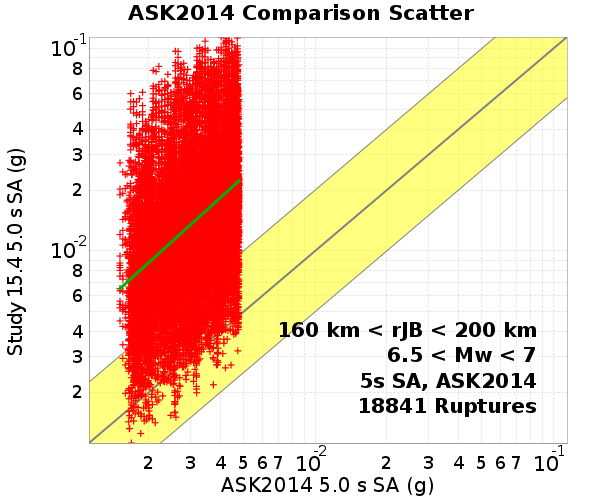 ASK2014 Comparison Scatter
Study 15.4 5.0 s SA (g)
10⁻¹
8
6
4
3
2
10⁻²
8
6
4
3
2
160 km < rJB < 200 km
6.5 < Mw < 7
5s SA, ASK2014
18841 Ruptures
2 3 4 5 6 7 10⁻² 2 3 4 5 6 7 10⁻¹
ASK2014 5.0 s SA (g)